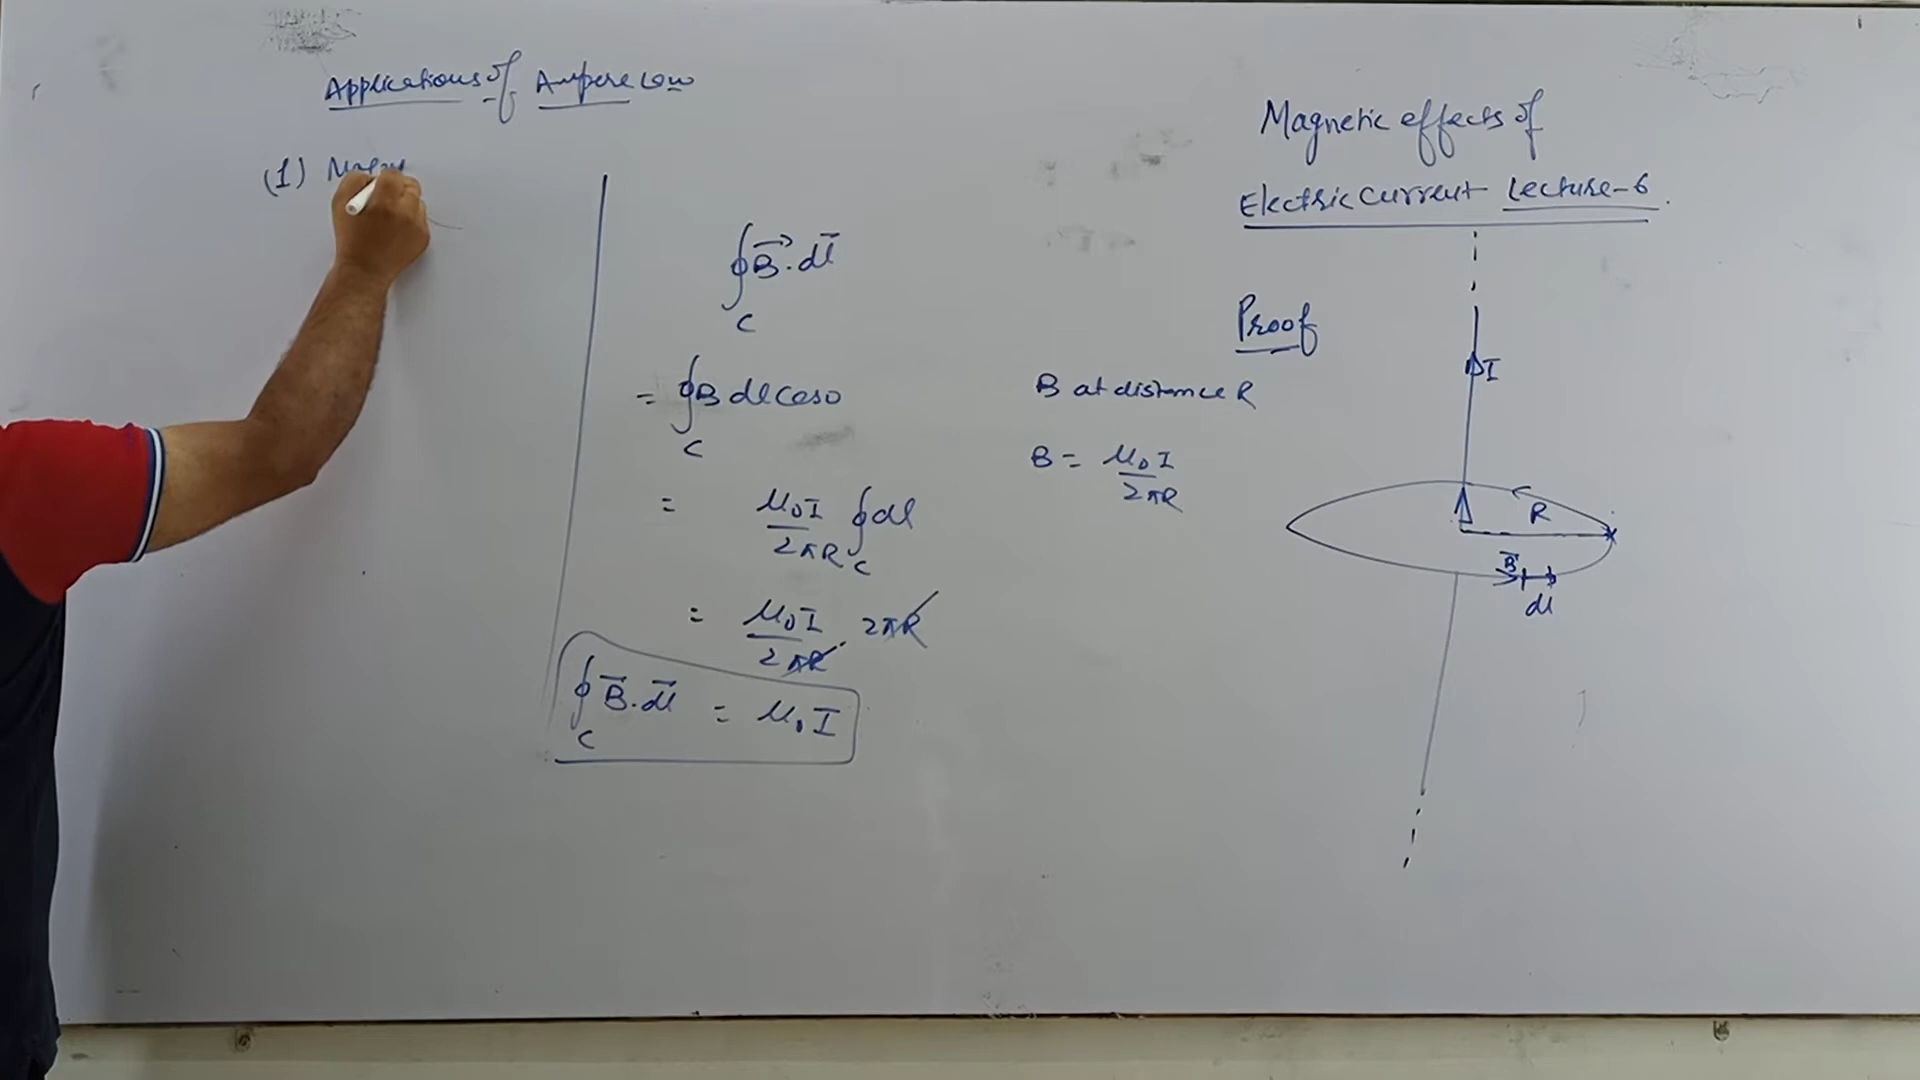 Applications of Ampere law
(1)
∮B⃗.dl̅
C
= ∮B dl cos0
C
= μ₀I/2πR ∮dl
C
= μ₀I/2πR . 2πR
∮B̅.dl̅ = μ₀I
C
Magnetic effects of
Electric Current Lecture-6
Proof
B at distance R
B = μ₀I/2πR
I
R
B̅
dl